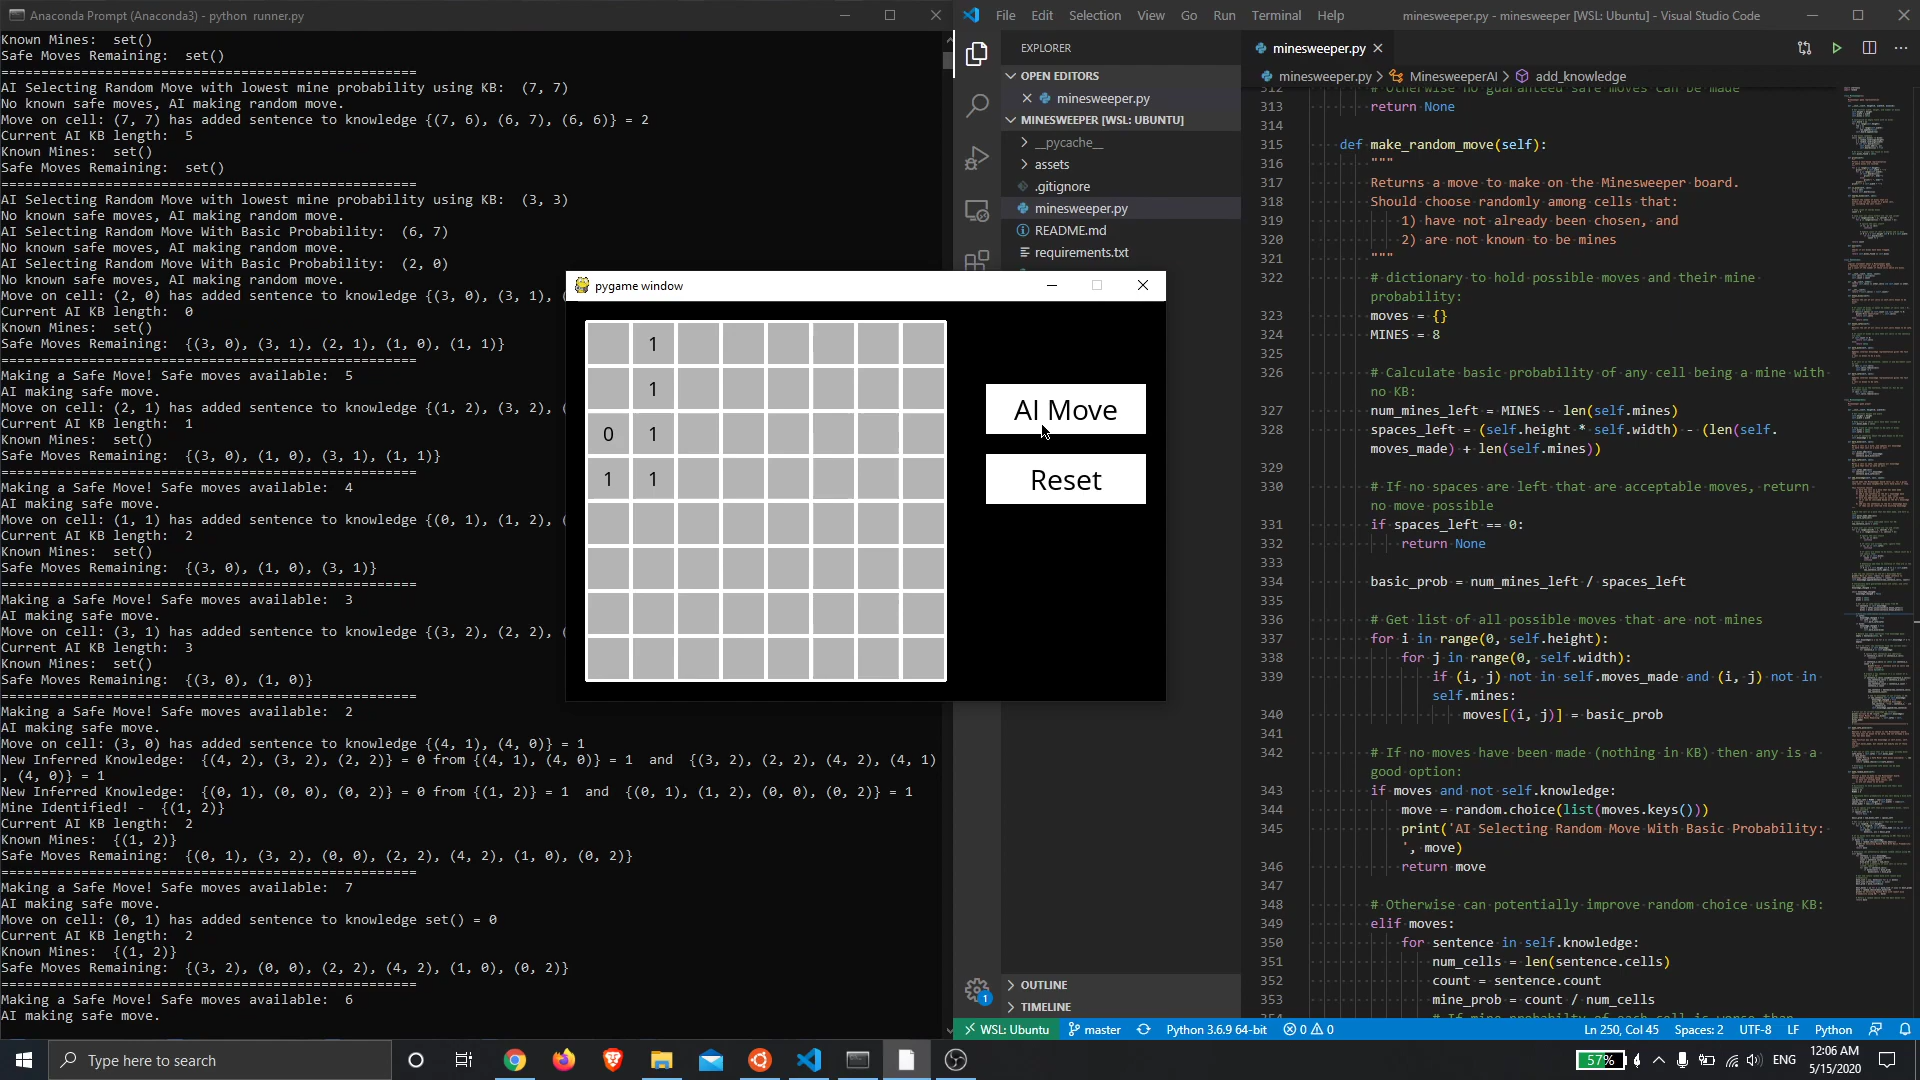 Anaconda Prompt (Anaconda3) - python  runner.py
Known Mines:  set()
Safe Moves Remaining:  set()
====================================================
AI Selecting Random Move with lowest mine probability using KB:  (7, 7)
No known safe moves, AI making random move.
Move on cell: (7, 7) has added sentence to knowledge {(7, 6), (6, 7), (6, 6)} = 2
Current AI KB length:  5
Known Mines:  set()
Safe Moves Remaining:  set()
====================================================
AI Selecting Random Move with lowest mine probability using KB:  (3, 3)
No known safe moves, AI making random move.
AI Selecting Random Move With Basic Probability:  (6, 7)
No known safe moves, AI making random move.
AI Selecting Random Move With Basic Probability:  (2, 0)
No known safe moves, AI making random move.
Move on cell: (2, 0) has added sentence to knowledge {(3, 0), (3, 1), (
Current AI KB length:  0
Known Mines:  set()
Safe Moves Remaining:  {(3, 0), (3, 1), (2, 1), (1, 0), (1, 1)}
====================================================
Making a Safe Move! Safe moves available:  5
AI making safe move.
Move on cell: (2, 1) has added sentence to knowledge {(1, 2), (3, 2), (
Current AI KB length:  1
Known Mines:  set()
Safe Moves Remaining:  {(3, 0), (1, 0), (3, 1), (1, 1)}
====================================================
Making a Safe Move! Safe moves available:  4
AI making safe move.
Move on cell: (1, 1) has added sentence to knowledge {(0, 1), (1, 2), (
Current AI KB length:  2
Known Mines:  set()
Safe Moves Remaining:  {(3, 0), (1, 0), (3, 1)}
====================================================
Making a Safe Move! Safe moves available:  3
AI making safe move.
Move on cell: (3, 1) has added sentence to knowledge {(3, 2), (2, 2), (
Current AI KB length:  3
Known Mines:  set()
Safe Moves Remaining:  {(3, 0), (1, 0)}
====================================================
Making a Safe Move! Safe moves available:  2
AI making safe move.
Move on cell: (3, 0) has added sentence to knowledge {(4, 1), (4, 0)} = 1
New Inferred Knowledge:  {(4, 2), (3, 2), (2, 2)} = 0 from {(4, 1), (4, 0)} = 1  and  {(3, 2), (2, 2), (4, 2), (4, 1)
, (4, 0)} = 1
New Inferred Knowledge:  {(0, 1), (0, 0), (0, 2)} = 0 from {(1, 2)} = 1  and  {(0, 1), (1, 2), (0, 0), (0, 2)} = 1
Mine Identified! -  {(1, 2)}
Current AI KB length:  2
Known Mines:  {(1, 2)}
Safe Moves Remaining:  {(0, 1), (3, 2), (0, 0), (2, 2), (4, 2), (1, 0), (0, 2)}
====================================================
Making a Safe Move! Safe moves available:  7
AI making safe move.
Move on cell: (0, 1) has added sentence to knowledge set() = 0
Current AI KB length:  2
Known Mines:  {(1, 2)}
Safe Moves Remaining:  {(3, 2), (0, 0), (2, 2), (4, 2), (1, 0), (0, 2)}
====================================================
Making a Safe Move! Safe moves available:  6
AI making safe move.
pygame window
1
1
0 1
1 1
AI Move
Reset
File Edit Selection View Go Run Terminal Help
minesweeper.py - minesweeper [WSL: Ubuntu] - Visual Studio Code
EXPLORER
OPEN EDITORS
minesweeper.py
MINESWEEPER [WSL: UBUNTU]
__pycache__
assets
.gitignore
minesweeper.py
README.md
requirements.txt
OUTLINE
TIMELINE
1
minesweeper.py
minesweeper.py > MinesweeperAI > add_knowledge
312 # Otherwise no guaranteed safe moves can be made
313 return None
314
315 def make_random_move(self):
316 """
317 Returns a move to make on the Minesweeper board.
318 Should choose randomly among cells that:
319 1) have not already been chosen, and
320 2) are not known to be mines
321 """
322 # dictionary to hold possible moves and their mine
probability:
323 moves = {}
324 MINES = 8
325
326 # Calculate basic probability of any cell being a mine with
no KB:
327 num_mines_left = MINES - len(self.mines)
328 spaces_left = (self.height * self.width) - (len(self.
moves_made) + len(self.mines))
329
330 # If no spaces are left that are acceptable moves, return
no move possible
331 if spaces_left == 0:
332 return None
333
334 basic_prob = num_mines_left / spaces_left
335
336 # Get list of all possible moves that are not mines
337 for i in range(0, self.height):
338 for j in range(0, self.width):
339 if (i, j) not in self.moves_made and (i, j) not in
self.mines:
340 moves[(i, j)] = basic_prob
341
342 # If no moves have been made (nothing in KB) then any is a
good option:
343 if moves and not self.knowledge:
344 move = random.choice(list(moves.keys()))
345 print('AI Selecting Random Move With Basic Probability:
', move)
346 return move
347
348 # Otherwise can potentially improve random choice using KB:
349 elif moves:
350 for sentence in self.knowledge:
351 num_cells = len(sentence.cells)
352 count = sentence.count
353 mine_prob = count / num_cells
354 # If mine probabilty of each cell is worse than
WSL: Ubuntu master Python 3.6.9 64-bit 0 0 Ln 250, Col 45 Spaces: 2 UTF-8 LF Python
Type here to search
57% ENG 12:06 AM
5/15/2020